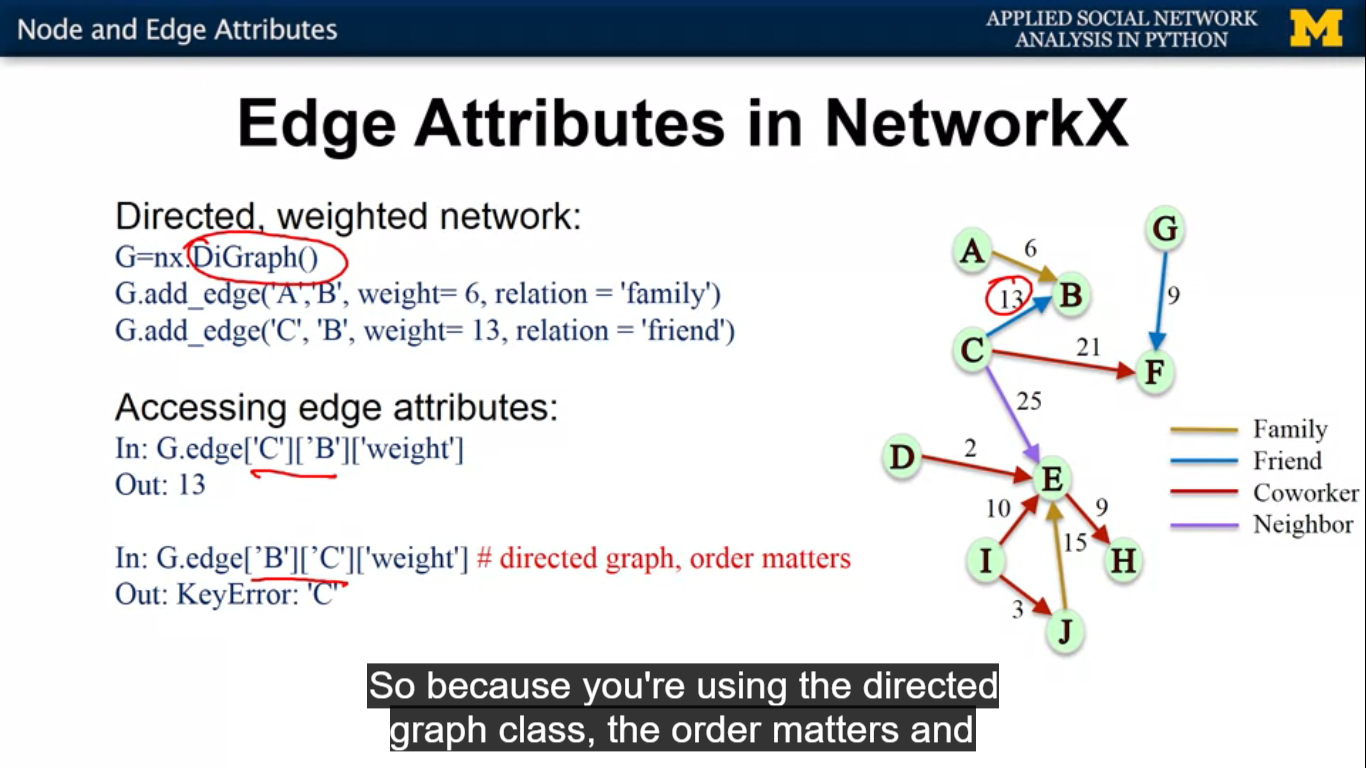 Node and Edge Attributes
APPLIED SOCIAL NETWORK
ANALYSIS IN PYTHON
M
Edge Attributes in NetworkX
Directed, weighted network:
G=nx.DiGraph()
G.add_edge('A','B', weight= 6, relation = 'family')
G.add_edge('C', 'B', weight= 13, relation = 'friend')
Accessing edge attributes:
In: G.edge['C'][’B']['weight']
Out: 13
In: G.edge[’B'][’C']['weight'] # directed graph, order matters
Out: KeyError: 'C'
G
A
6
13
B
9
C
21
F
25
D
2
E
10
9
15
I
H
3
J
Family
Friend
Coworker
Neighbor
So because you're using the directed
graph class, the order matters and